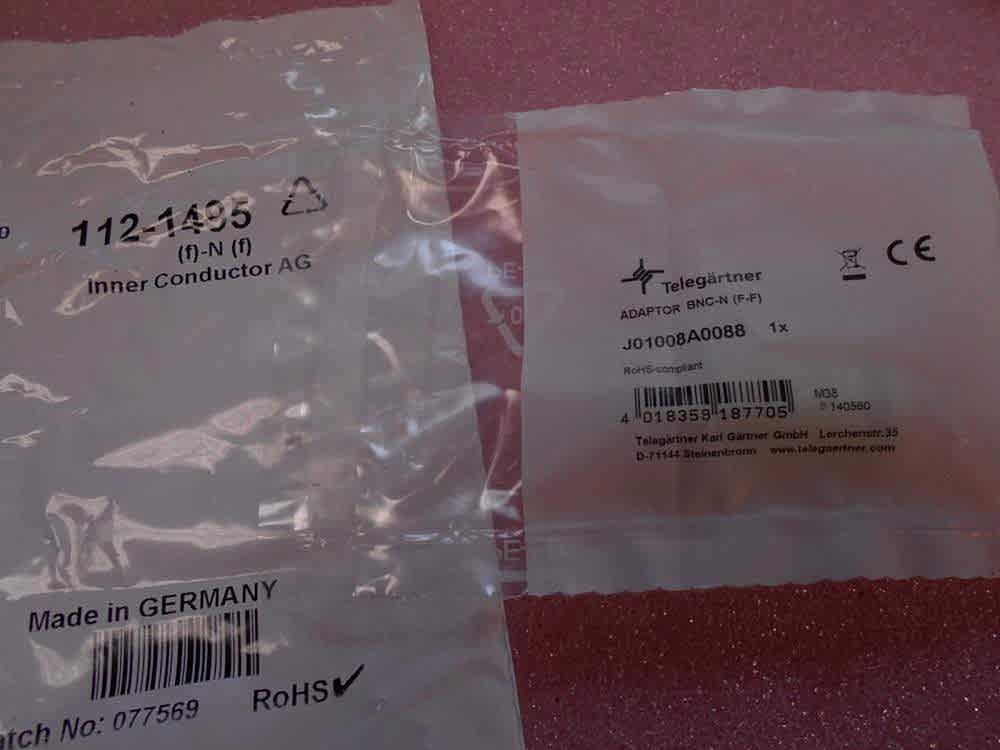 112-1495
(f)-N (f)
Inner Conductor AG
Made in GERMANY
RoHS✔
atch No: 077569
Telegärtner
CE
ADAPTOR BNC-N (F-F)
J01008A0088 1x
RoHS-compliant
4 018359 187705
M38
140560
Telegärtner Karl Gärtner GmbH Lerchenstr.35
D-71144 Steinenbronn www.telegaertner.com